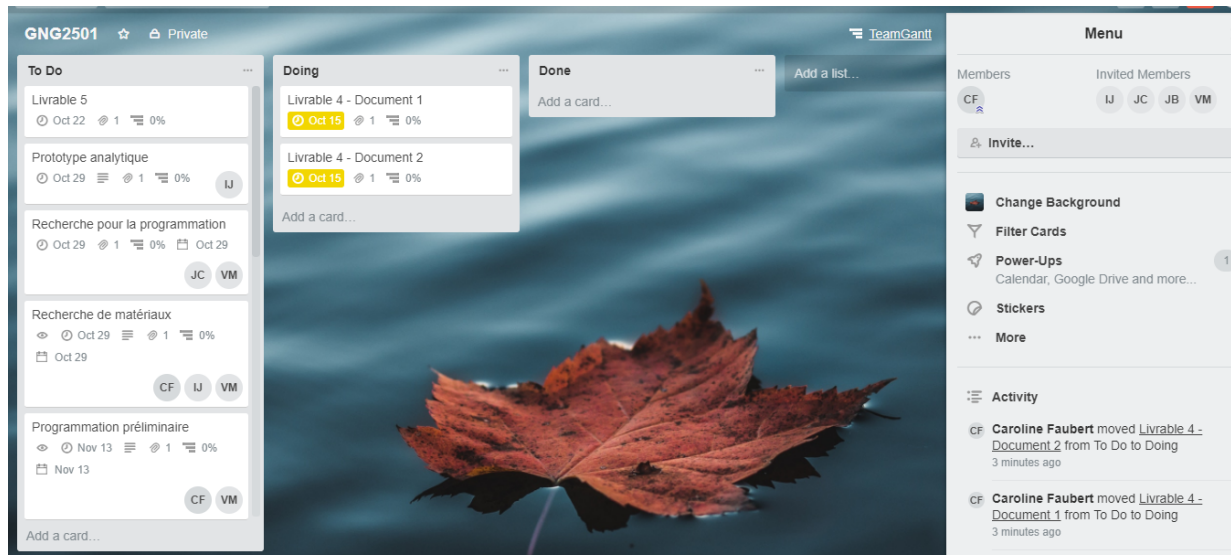 GNG2501 Private TeamGantt
To Do ...
Livrable 5
Oct 22 1 0%
Prototype analytique
Oct 29 1 0%
IJ
Recherche pour la programmation
Oct 29 1 0% Oct 29
JC VM
Recherche de matériaux
Oct 29 1 0%
Oct 29
CF IJ VM
Programmation préliminaire
Nov 13 1 0%
Nov 13
CF VM
Add a card...
Doing ...
Livrable 4 - Document 1
Oct 15 1 0%
Livrable 4 - Document 2
Oct 15 1 0%
Add a card...
Done ...
Add a card...
Add a list...
Menu
Members Invited Members
CF IJ JC JB VM
Invite...
Change Background
Filter Cards
Power-Ups 1
Calendar, Google Drive and more...
Stickers
... More
Activity
CF Caroline Faubert moved Livrable 4 -
Document 2 from To Do to Doing
3 minutes ago
CF Caroline Faubert moved Livrable 4 -
Document 1 from To Do to Doing
3 minutes ago